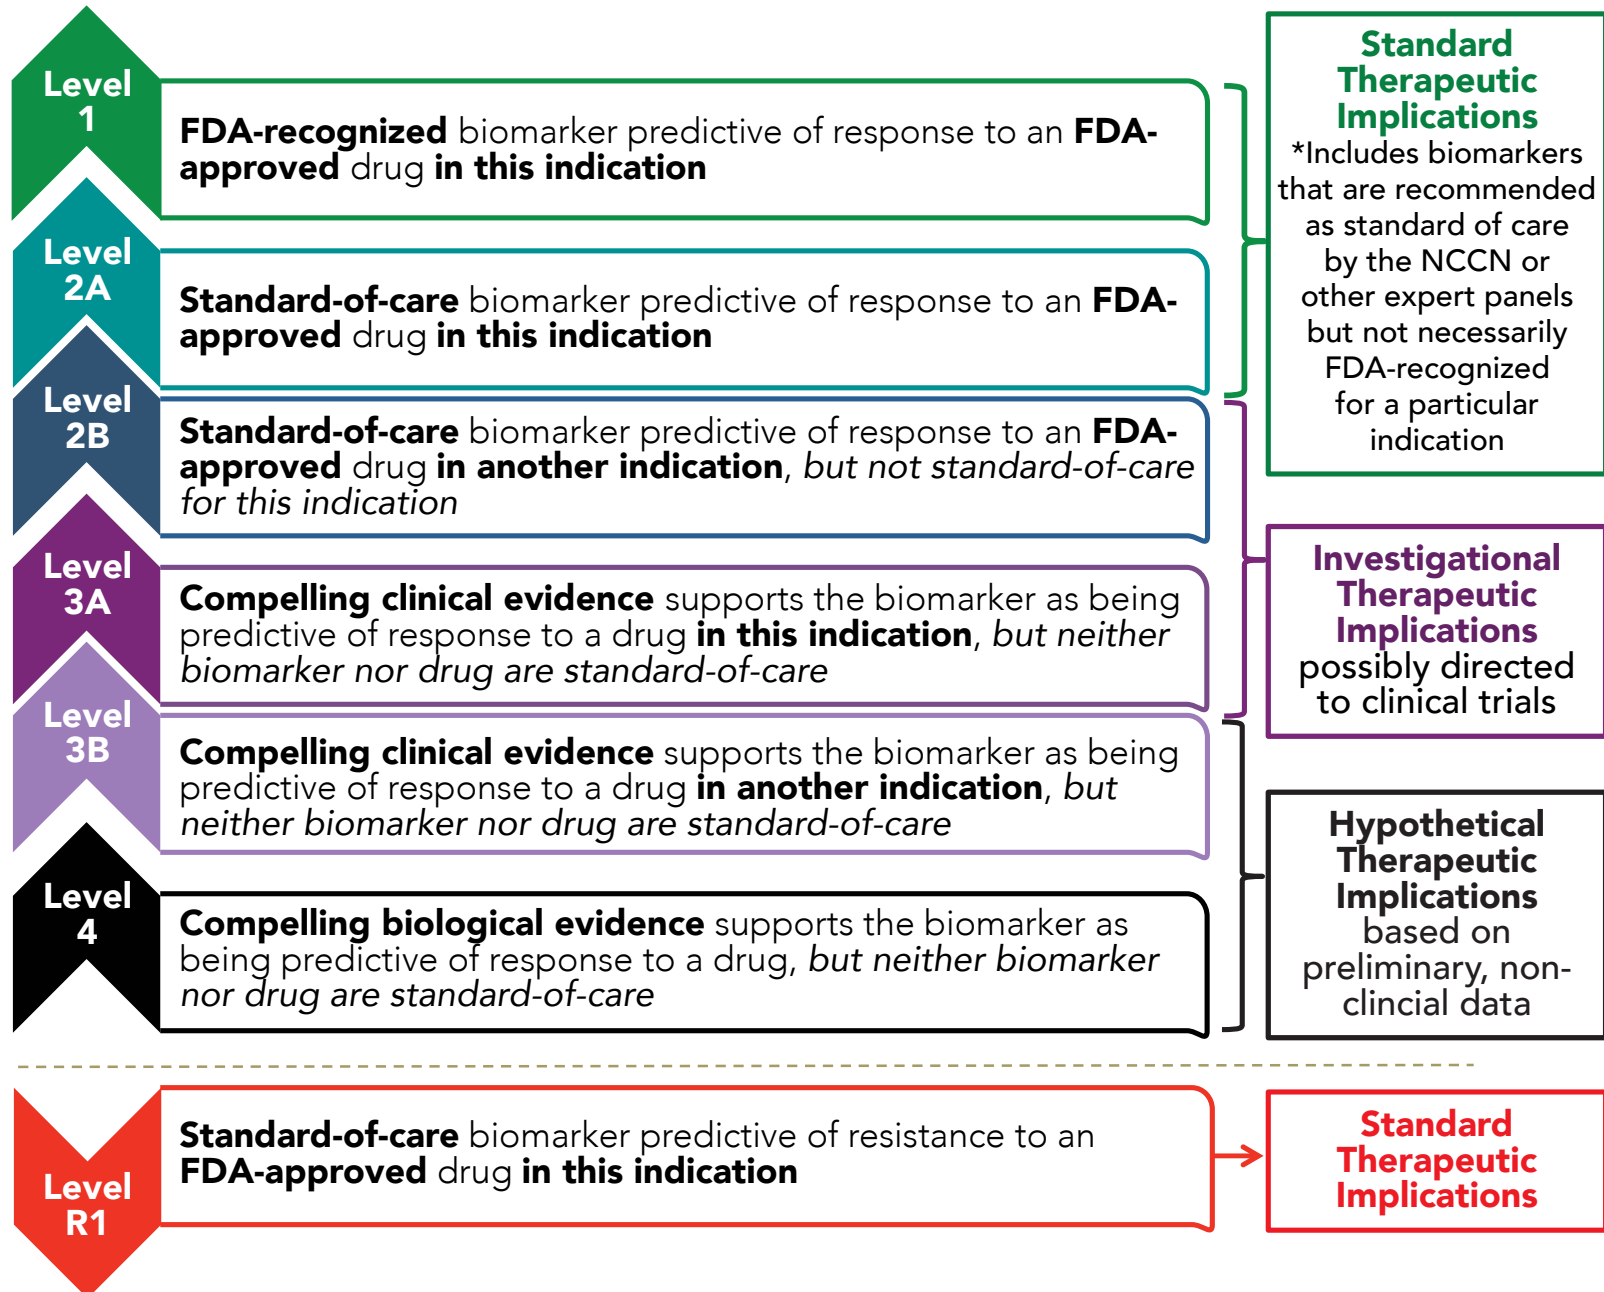 Level
1
FDA-recognized biomarker predictive of response to an FDA-
approved drug in this indication
Level
2A
Standard-of-care biomarker predictive of response to an FDA-
approved drug in this indication
Level
2B
Standard-of-care biomarker predictive of response to an FDA-
approved drug in another indication, but not standard-of-care
for this indication
Level
3A
Compelling clinical evidence supports the biomarker as being
predictive of response to a drug in this indication, but neither
biomarker nor drug are standard-of-care
Level
3B
Compelling clinical evidence supports the biomarker as being
predictive of response to a drug in another indication, but
neither biomarker nor drug are standard-of-care
Level
4
Compelling biological evidence supports the biomarker as
being predictive of response to a drug, but neither biomarker
nor drug are standard-of-care
Standard
Therapeutic
Implications
*Includes biomarkers
that are recommended
as standard of care
by the NCCN or
other expert panels
but not necessarily
FDA-recognized
for a particular
indication
Investigational
Therapeutic
Implications
possibly directed
to clinical trials
Hypothetical
Therapeutic
Implications
based on
preliminary, non-
clincial data
Level
R1
Standard-of-care biomarker predictive of resistance to an
FDA-approved drug in this indication
Standard
Therapeutic
Implications